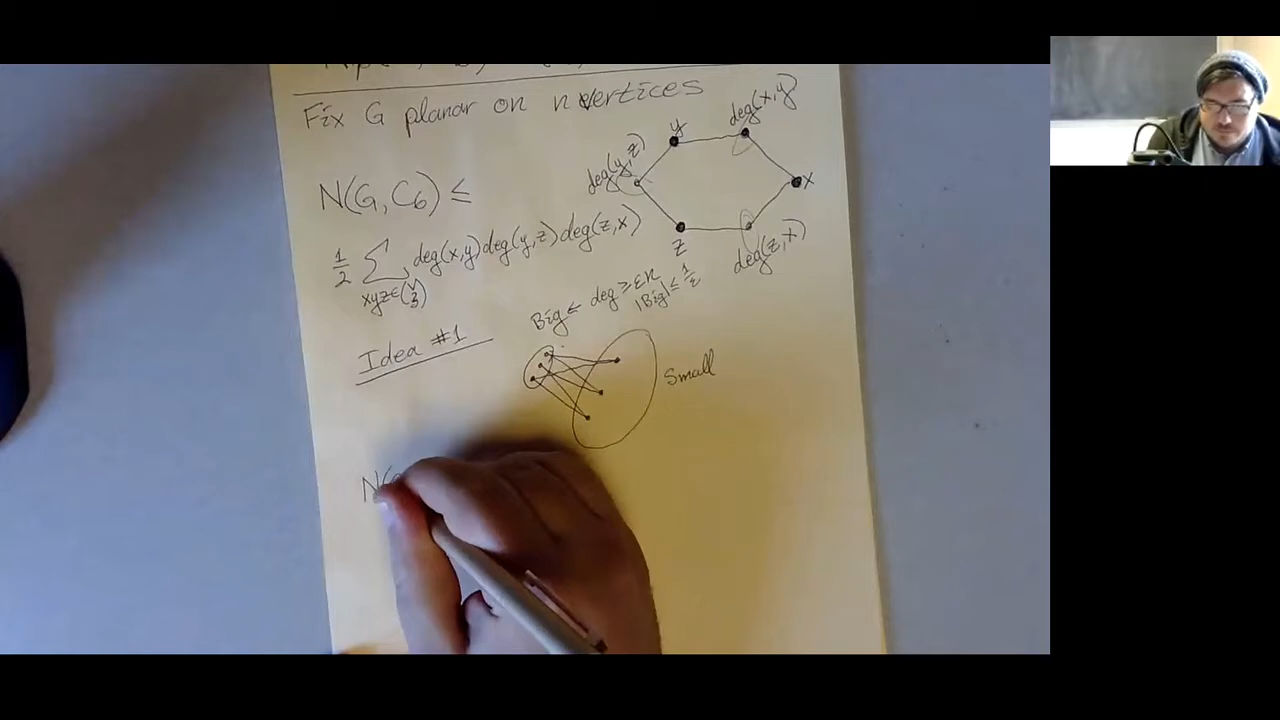 Fix G planar on n vertices
N(G, C₆) ≤
1/2 Σ deg(x,y) deg(y,z) deg(z,x)
xyz∈(V 3)
y
deg(x,y)
deg(y,z)
x
z
deg(z,x)
Idea #1
Big ← deg ≥ εn
|Big| ≤ 1/ε
Small
N(